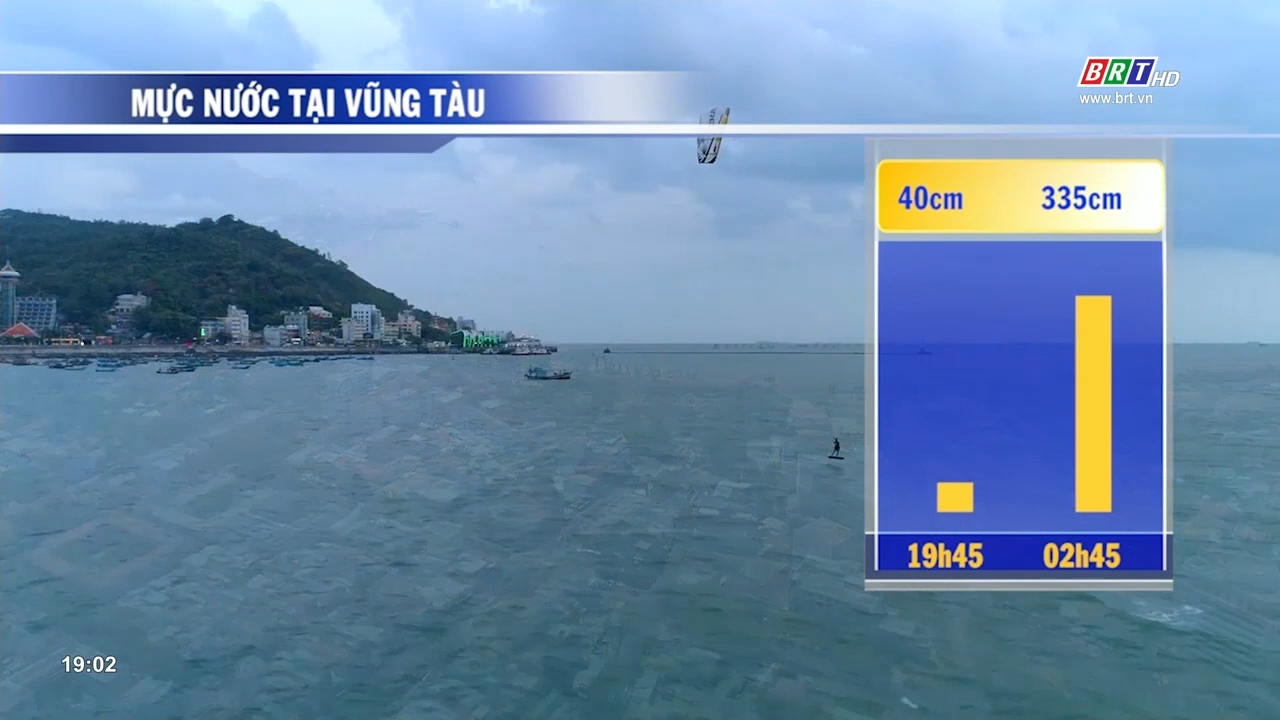 MỰC NƯỚC TẠI VŨNG TÀU
BRT HD
www.brt.vn
40cm 335cm
19h45 02h45
19:02